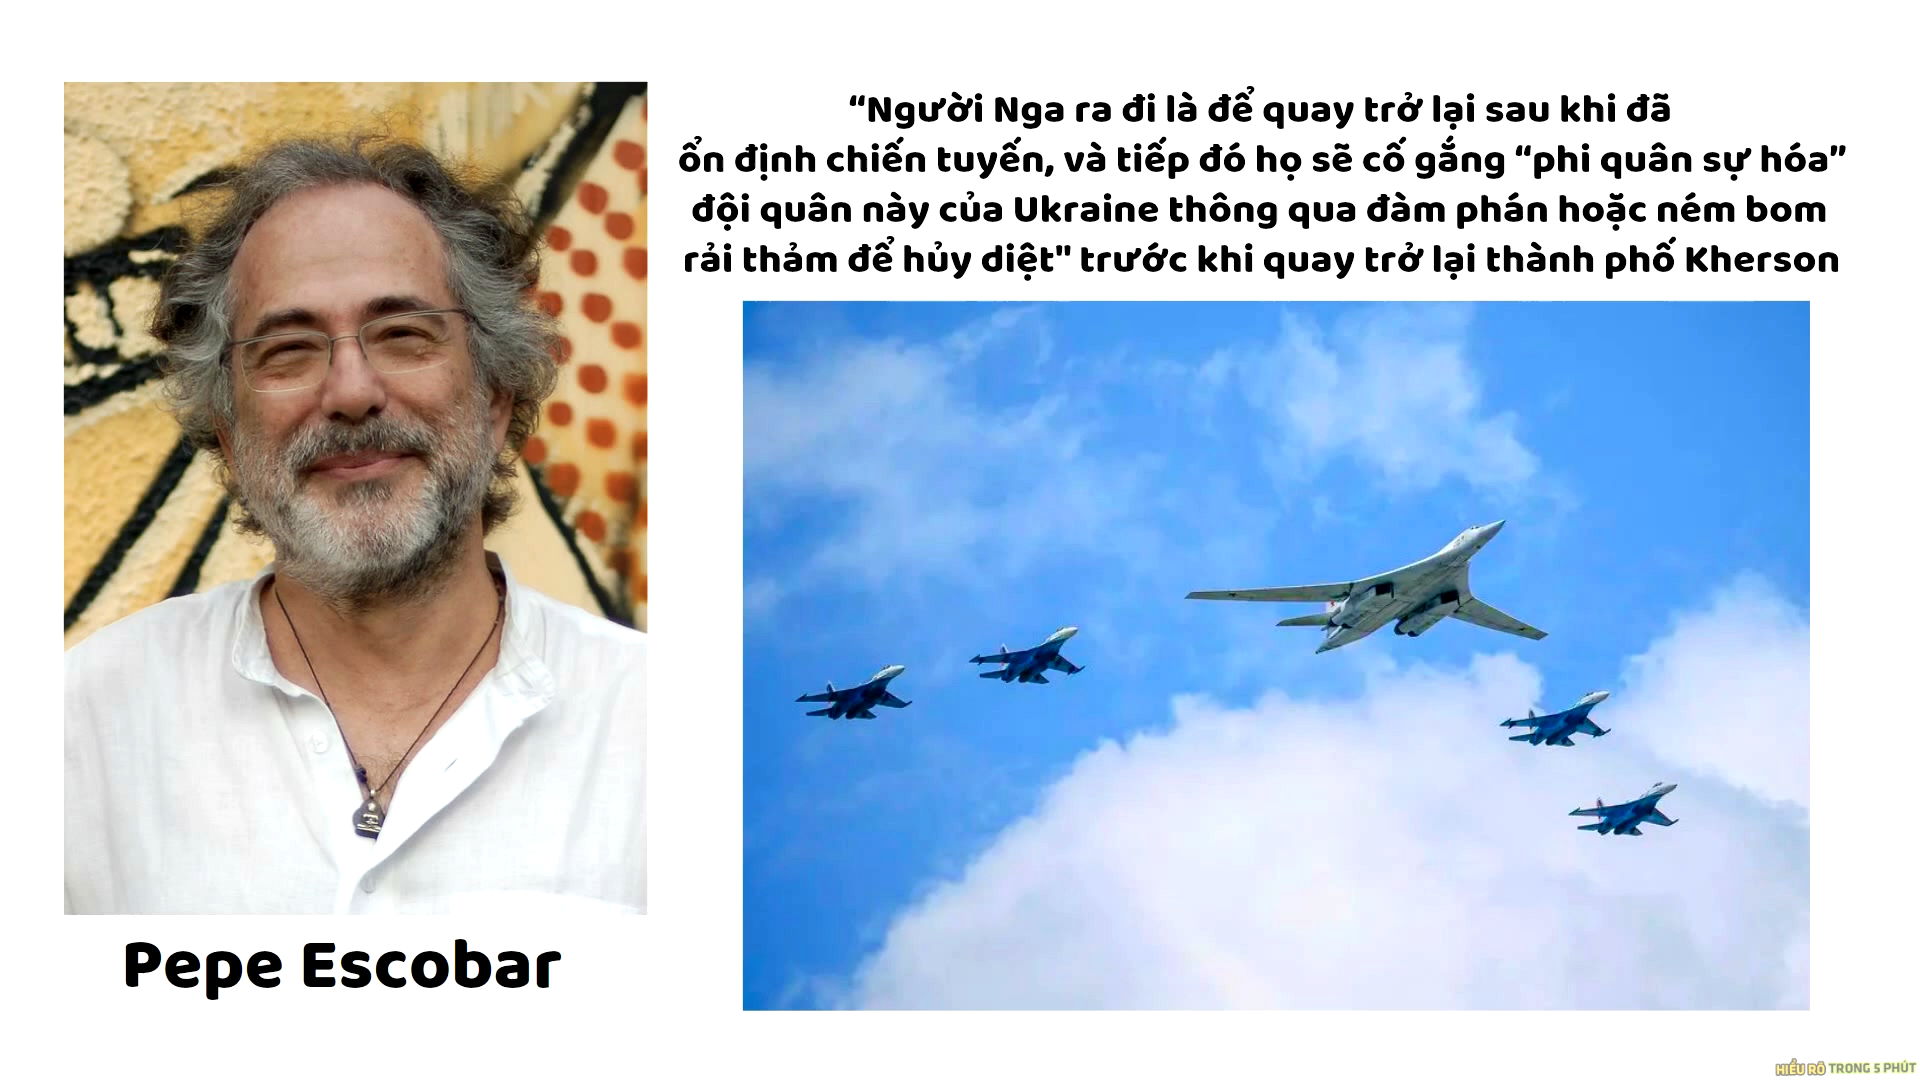 “Người Nga ra đi là để quay trở lại sau khi đã
ổn định chiến tuyến, và tiếp đó họ sẽ cố gắng “phi quân sự hóa”
đội quân này của Ukraine thông qua đàm phán hoặc ném bom
rải thảm để hủy diệt" trước khi quay trở lại thành phố Kherson
Pepe Escobar
HIỂU RÕ TRONG 5 PHÚT